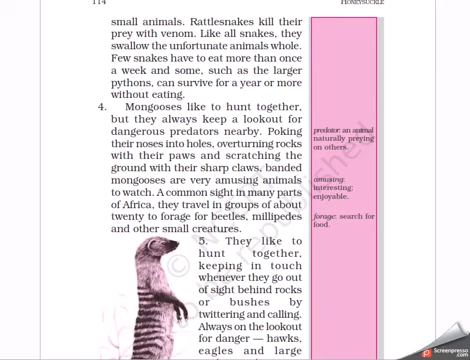 114
HONEYSUCKLE
small animals. Rattlesnakes kill their
prey with venom. Like all snakes, they
swallow the unfortunate animals whole.
Few snakes have to eat more than once
a week and some, such as the larger
pythons, can survive for a year or more
without eating.
4. Mongooses like to hunt together,
but they always keep a lookout for
dangerous predators nearby. Poking
their noses into holes, overturning rocks
with their paws and scratching the
ground with their sharp claws, banded
mongooses are very amusing animals
to watch. A common sight in many parts
of Africa, they travel in groups of about
twenty to forage for beetles, millipedes
and other small creatures.
5. They like to
hunt together,
keeping in touch
whenever they go out
of sight behind rocks
or bushes by
twittering and calling.
Always on the lookout
for danger — hawks,
eagles and large
predator: an animal
naturally preying
on others.
amusing:
interesting;
enjoyable.
forage: search for
food.
Screenpresso.com